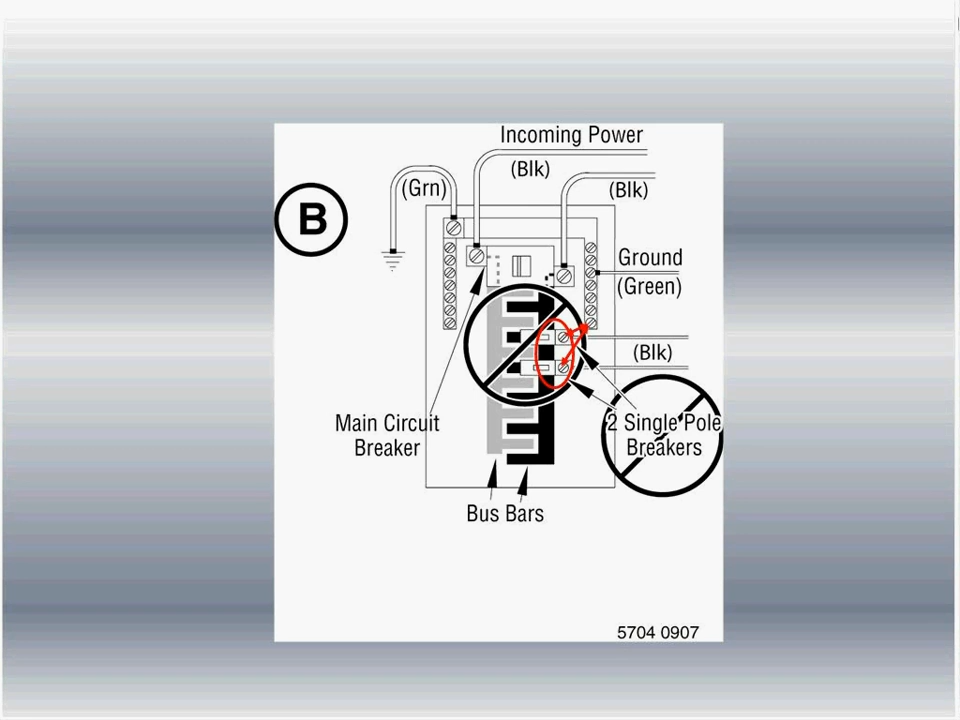 Incoming Power
(Blk)
(Grn)
(Blk)
B
Ground
(Green)
(Blk)
Main Circuit
Breaker
2 Single Pole
Breakers
Bus Bars
5704 0907